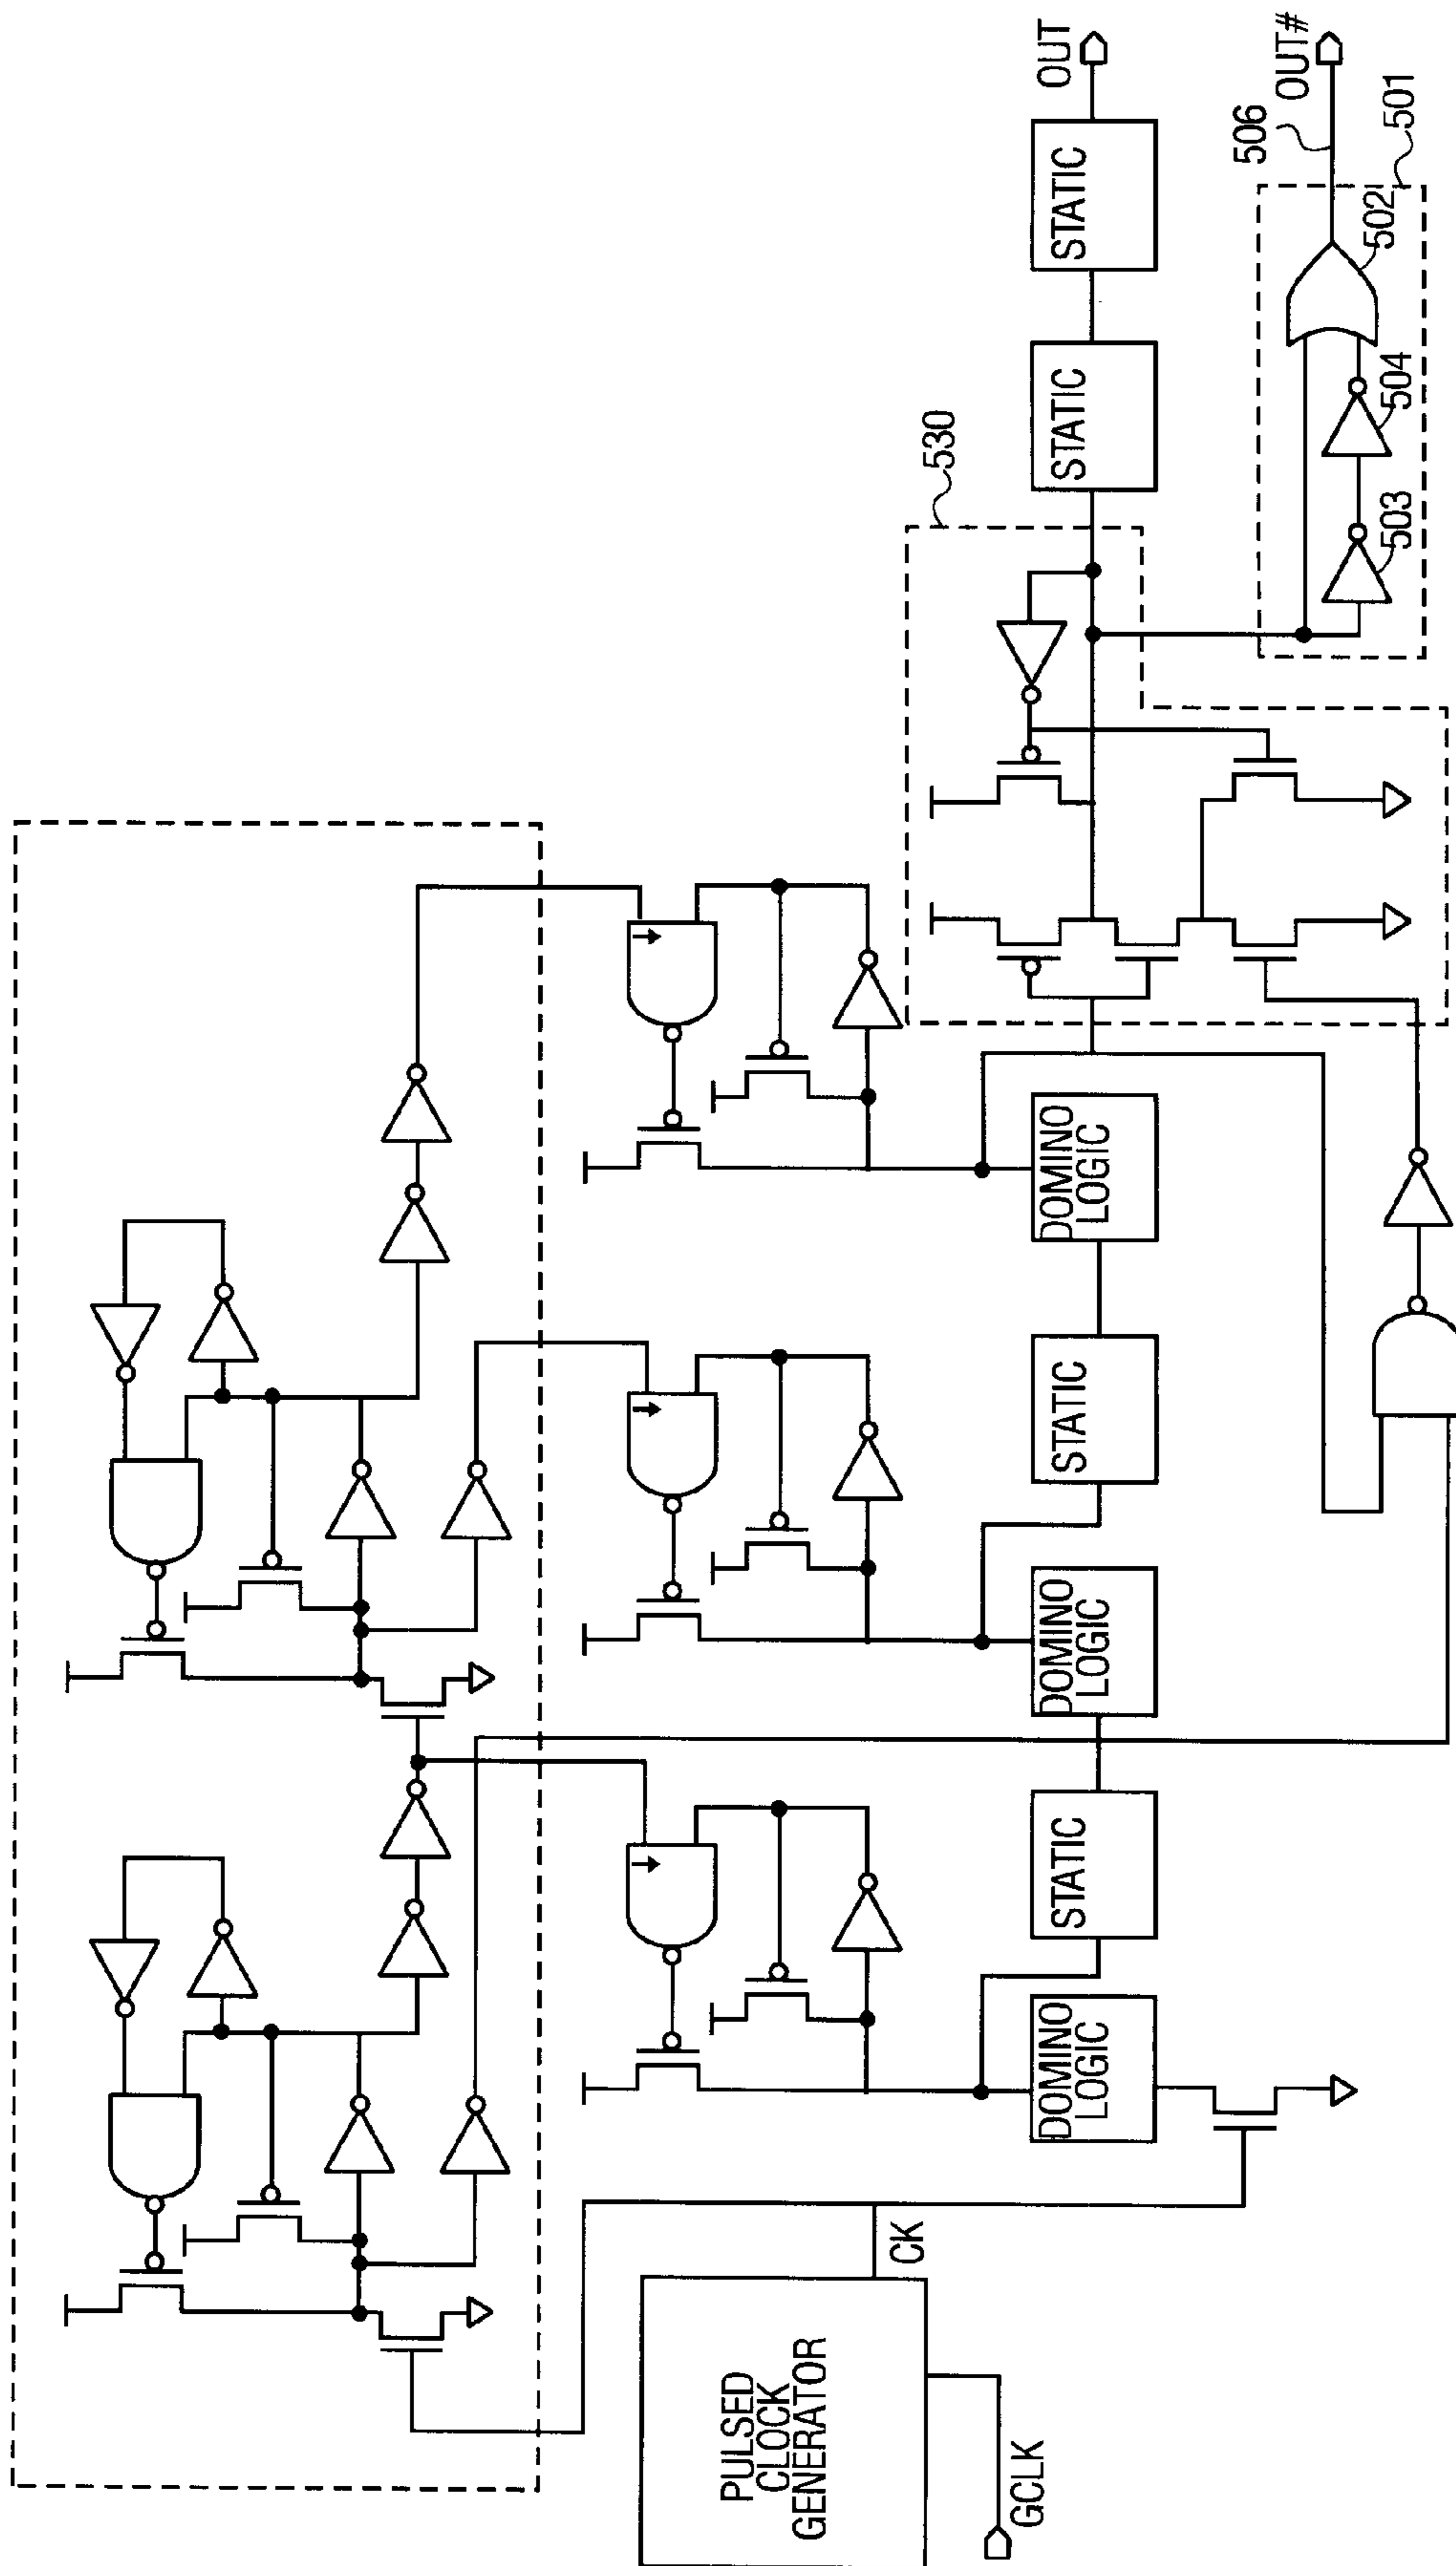 OUT
OUT#
506
501
STATIC
502
STATIC
504
503
530
DOMINO
LOGIC
STATIC
DOMINO
LOGIC
STATIC
DOMINO
LOGIC
CK
PULSED
CLOCK
GENERATOR
GCLK